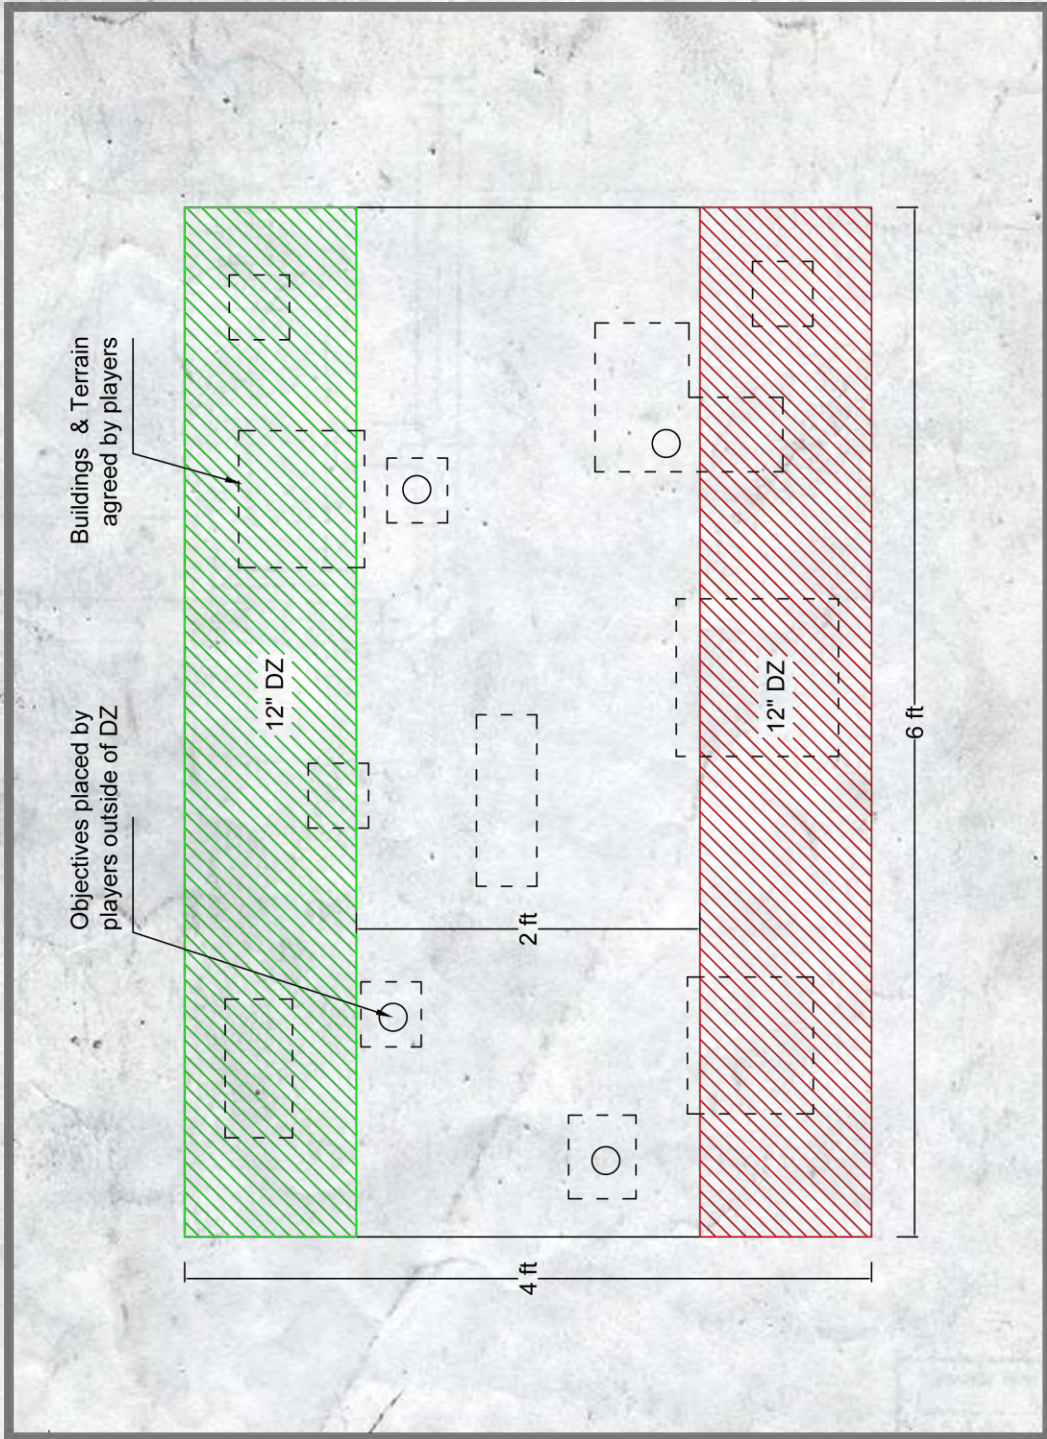 Objectives placed by
players outside of DZ
Buildings  & Terrain
agreed by players
12" DZ
2 ft
12" DZ
4 ft
6 ft